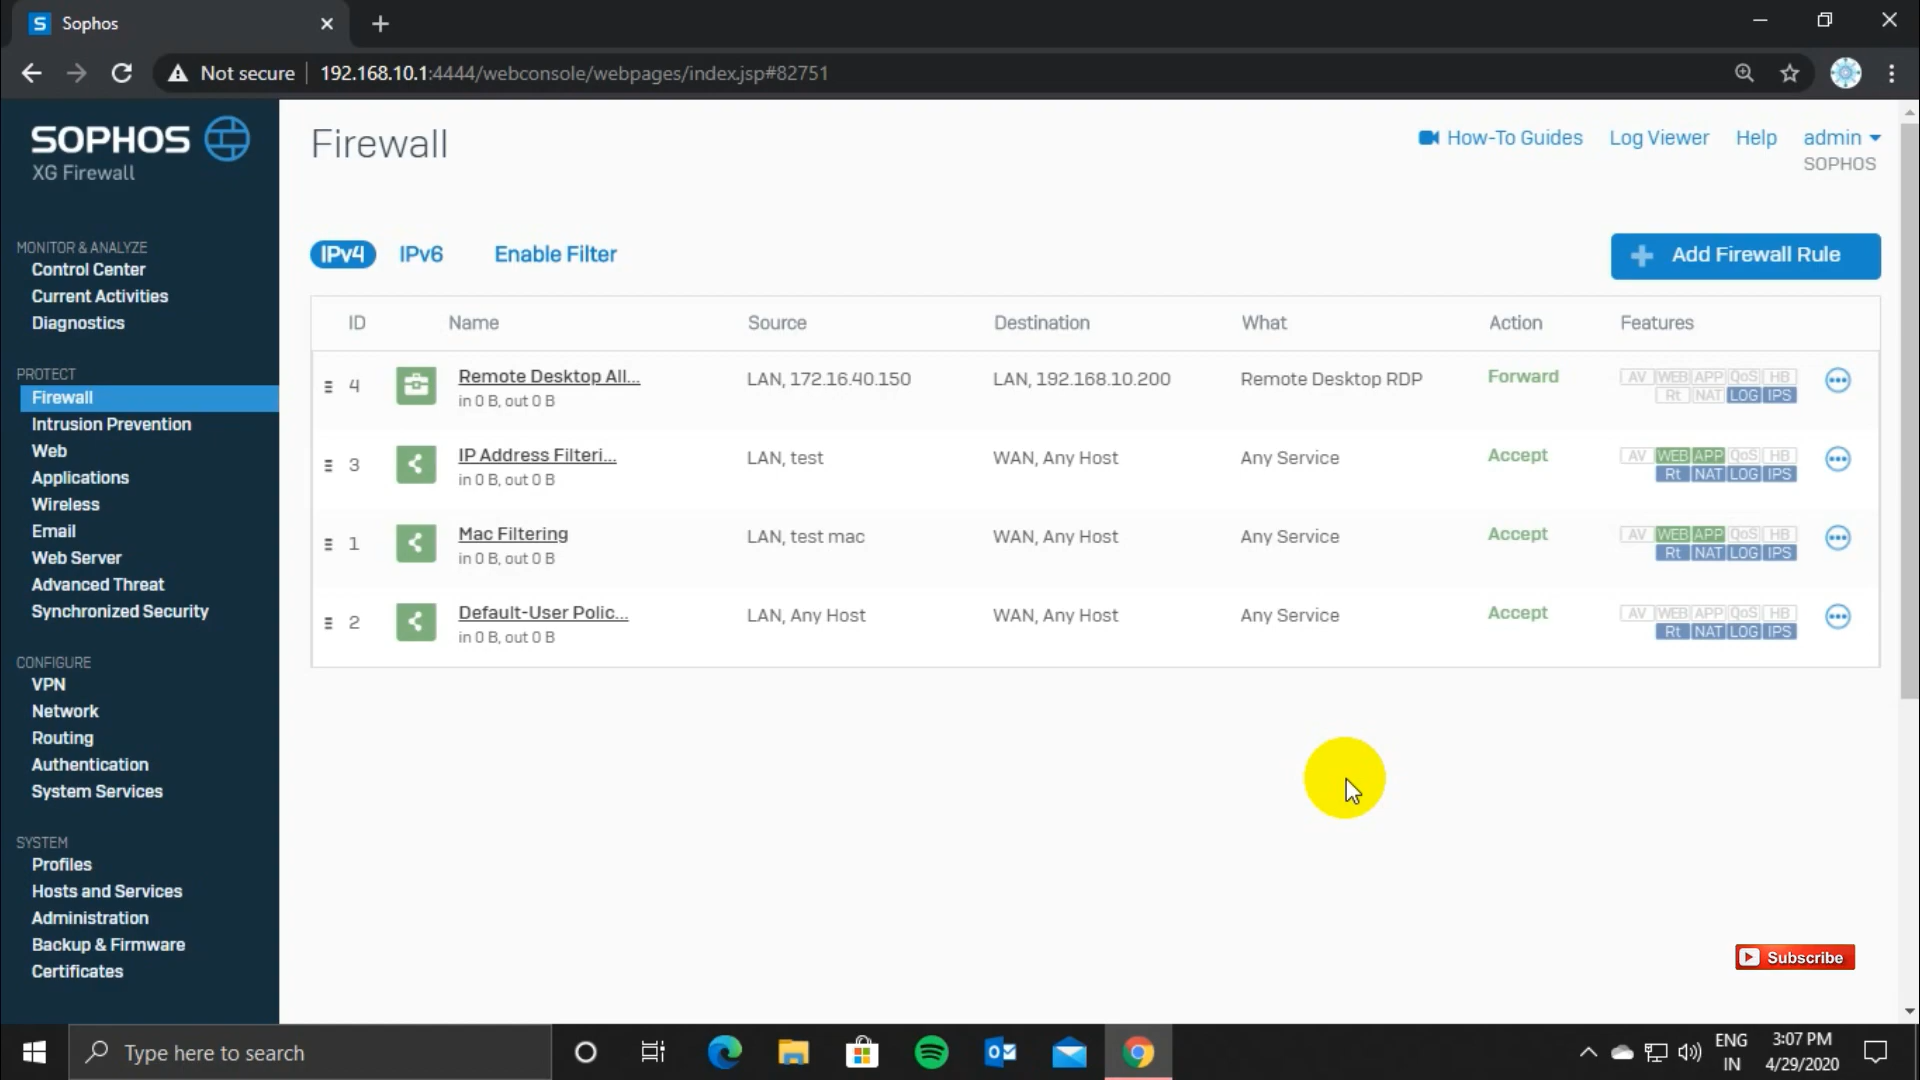 Sophos
Not secure
192.168.10.1:4444/webconsole/webpages/index.jsp#82751
SOPHOS
XG Firewall
MONITOR & ANALYZE
Control Center
Current Activities
Diagnostics
PROTECT
Firewall
Intrusion Prevention
Web
Applications
Wireless
Email
Web Server
Advanced Threat
Synchronized Security
CONFIGURE
VPN
Network
Routing
Authentication
System Services
SYSTEM
Profiles
Hosts and Services
Administration
Backup & Firmware
Certificates
Firewall
How-To Guides Log Viewer Help admin
SOPHOS
IPv4 IPv6 Enable Filter
Add Firewall Rule
ID Name Source Destination What Action Features
4 Remote Desktop All... LAN, 172.16.40.150 LAN, 192.168.10.200 Remote Desktop RDP Forward AV WEB APP QoS HB
in 0 B, out 0 B Rt NAT LOG IPS
3 IP Address Filteri... LAN, test WAN, Any Host Any Service Accept AV WEB APP QoS HB
in 0 B, out 0 B Rt NAT LOG IPS
1 Mac Filtering LAN, test mac WAN, Any Host Any Service Accept AV WEB APP QoS HB
in 0 B, out 0 B Rt NAT LOG IPS
2 Default-User Polic... LAN, Any Host WAN, Any Host Any Service Accept AV WEB APP QoS HB
in 0 B, out 0 B Rt NAT LOG IPS
Subscribe
Type here to search
ENG
IN
3:07 PM
4/29/2020